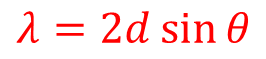 λ = 2d sin θ